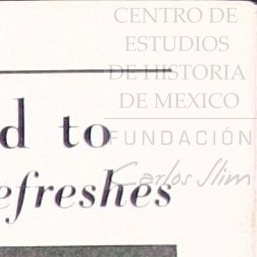 CENTRO DE
ESTUDIOS
DE HISTORIA
DE MEXICO
FUNDACIÓN
Carlos Slim
d to
efreshes